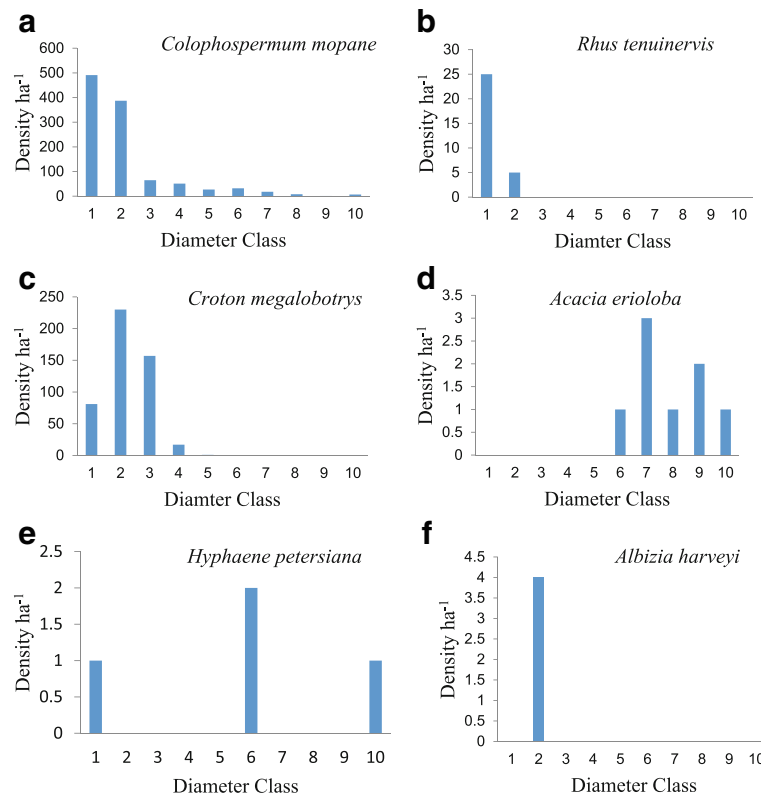 a
Colophospermum mopane
Density ha-1
600
500
400
300
200
100
0
1 2 3 4 5 6 7 8 9 10
Diameter Class
b
Rhus tenuinervis
Density ha-1
30
25
20
15
10
5
0
1 2 3 4 5 6 7 8 9 10
Diamter Class
c
Croton megalobotrys
Density ha-1
250
200
150
100
50
0
1 2 3 4 5 6 7 8 9 10
Diamter Class
d
Acacia erioloba
Density ha-1
3.5
3
2.5
2
1.5
1
0.5
0
1 2 3 4 5 6 7 8 9 10
Diameter Class
e
Hyphaene petersiana
Density ha-1
2.5
2
1.5
1
0.5
0
1 2 3 4 5 6 7 8 9 10
Diameter Class
f
Albizia harveyi
Density ha-1
4.5
4
3.5
3
2.5
2
1.5
1
0.5
0
1 2 3 4 5 6 7 8 9 10
Diameter Class